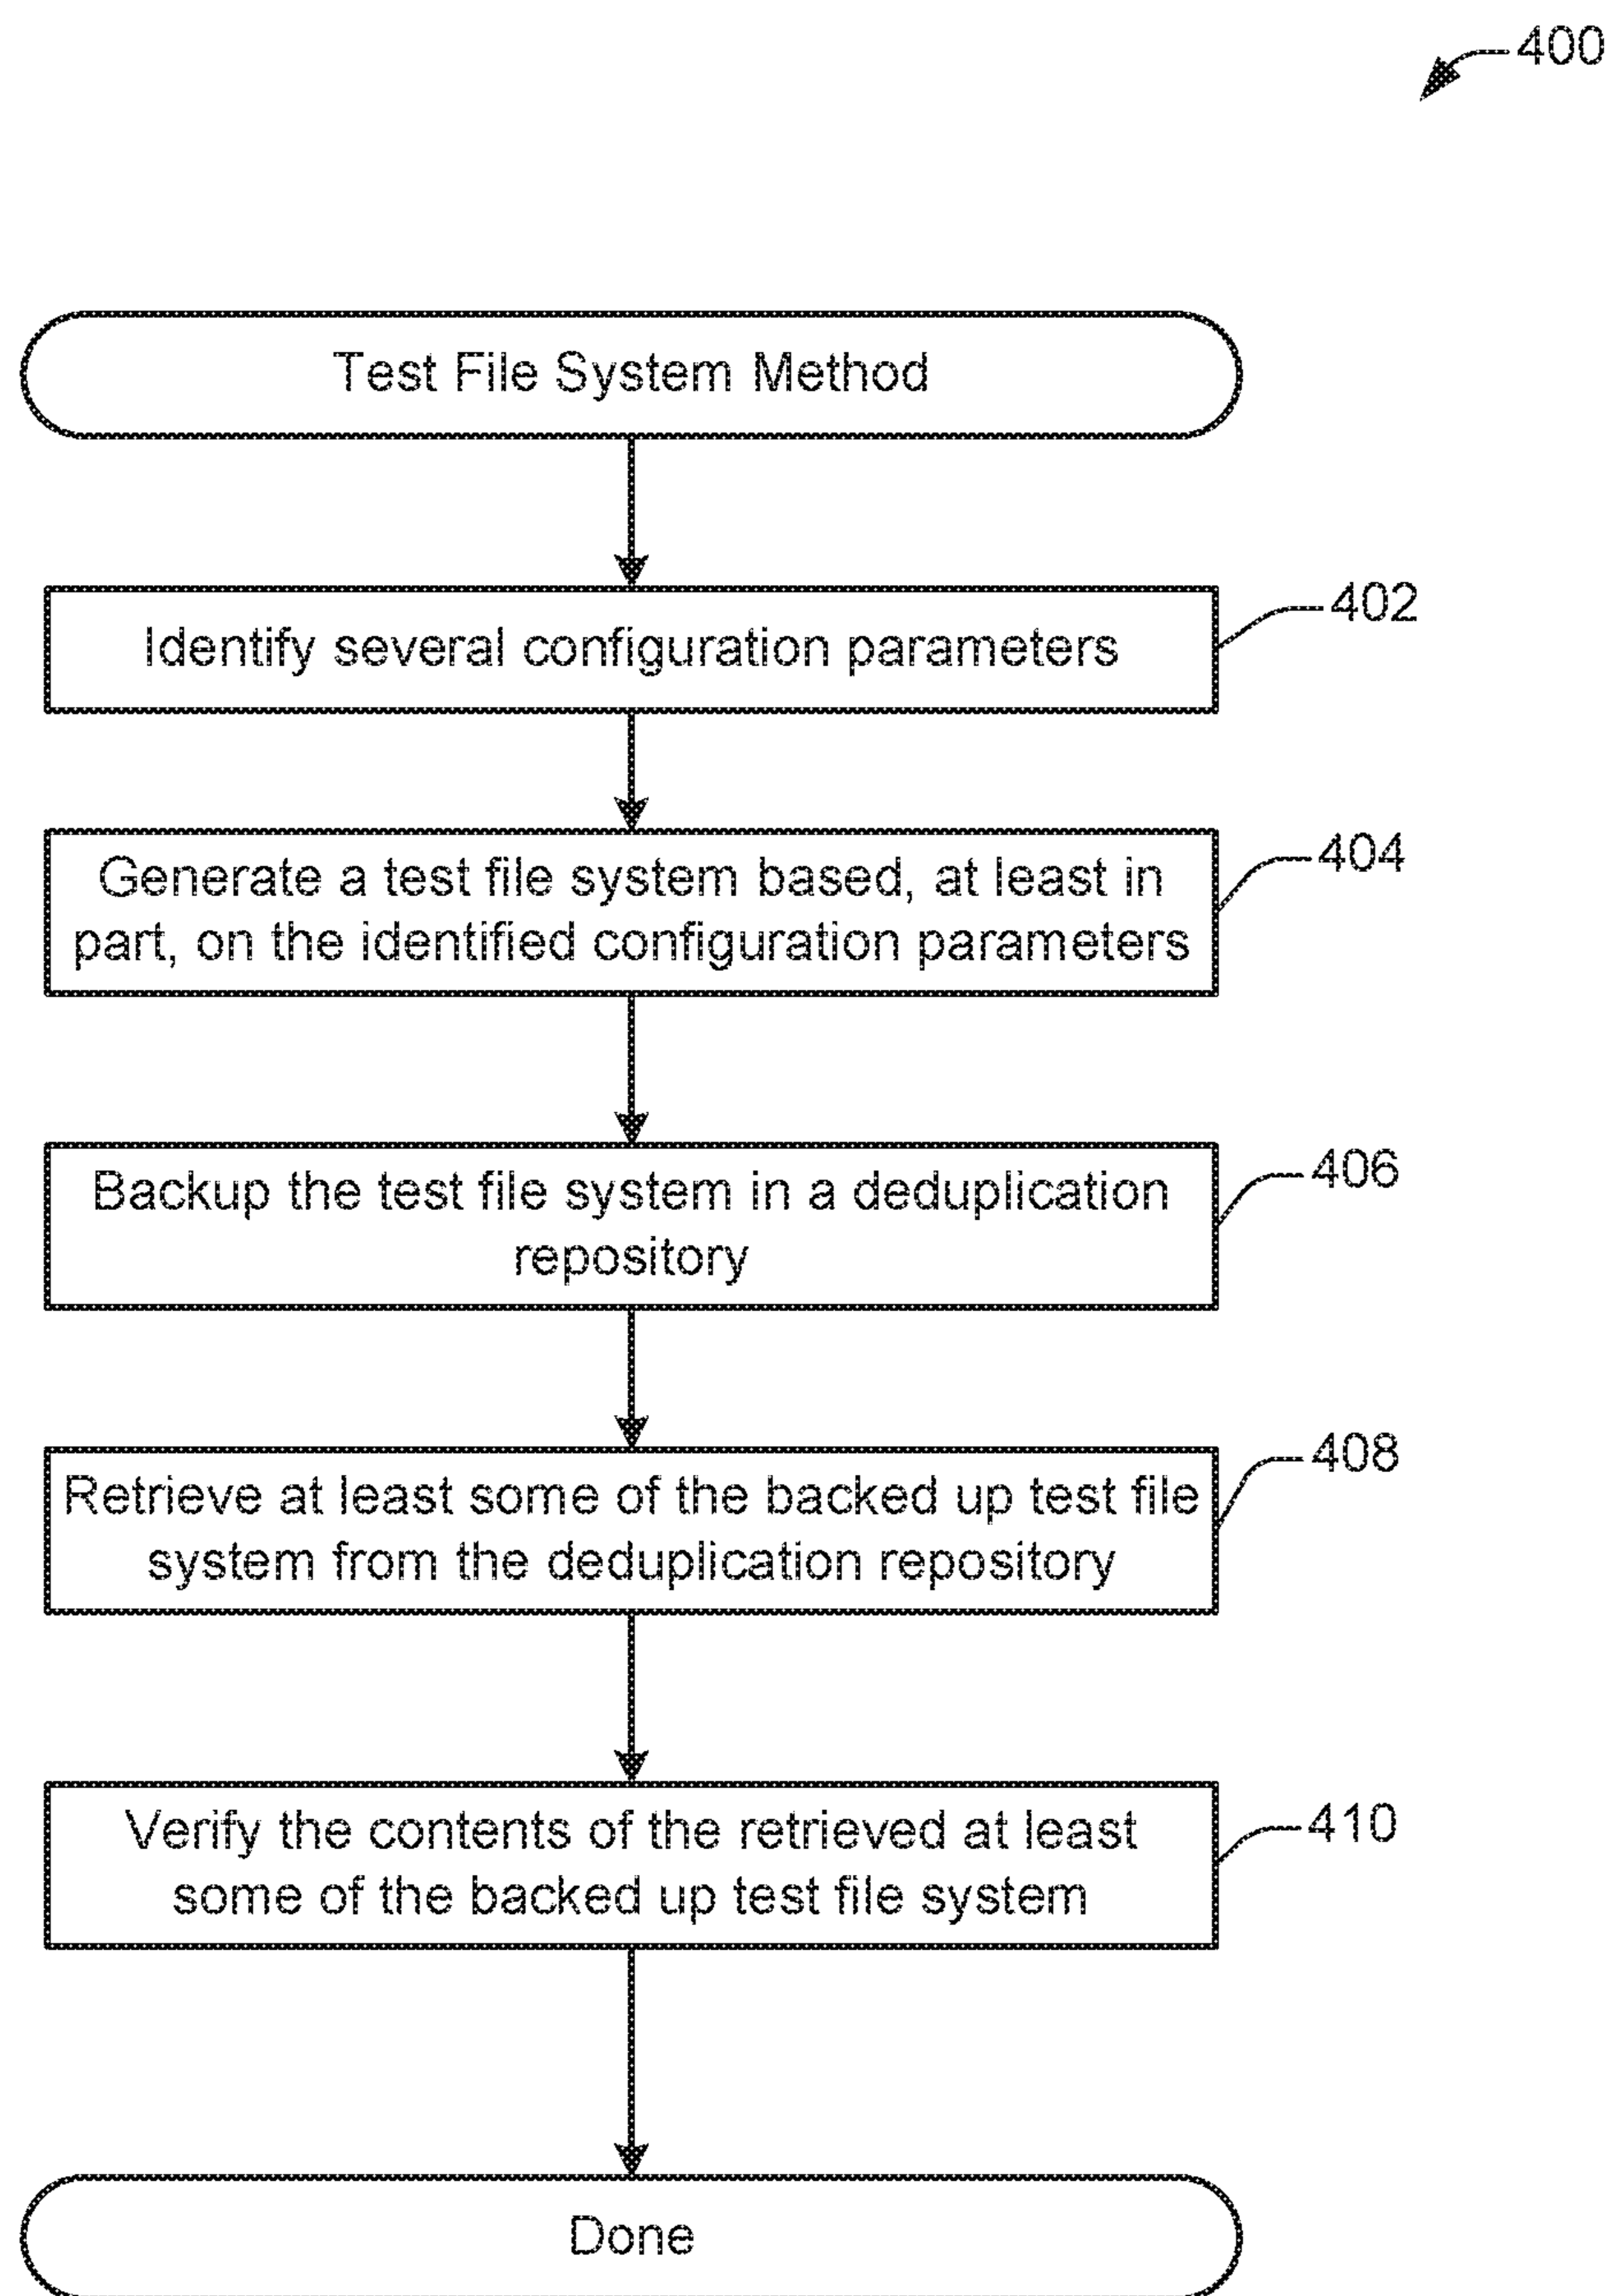 400
Test File System Method
Identify several configuration parameters
402
Generate a test file system based, at least in
part, on the identified configuration parameters
404
Backup the test file system in a deduplication
repository
406
Retrieve at least some of the backed up test file
system from the deduplication repository
408
Verify the contents of the retrieved at least
some of the backed up test file system
410
Done